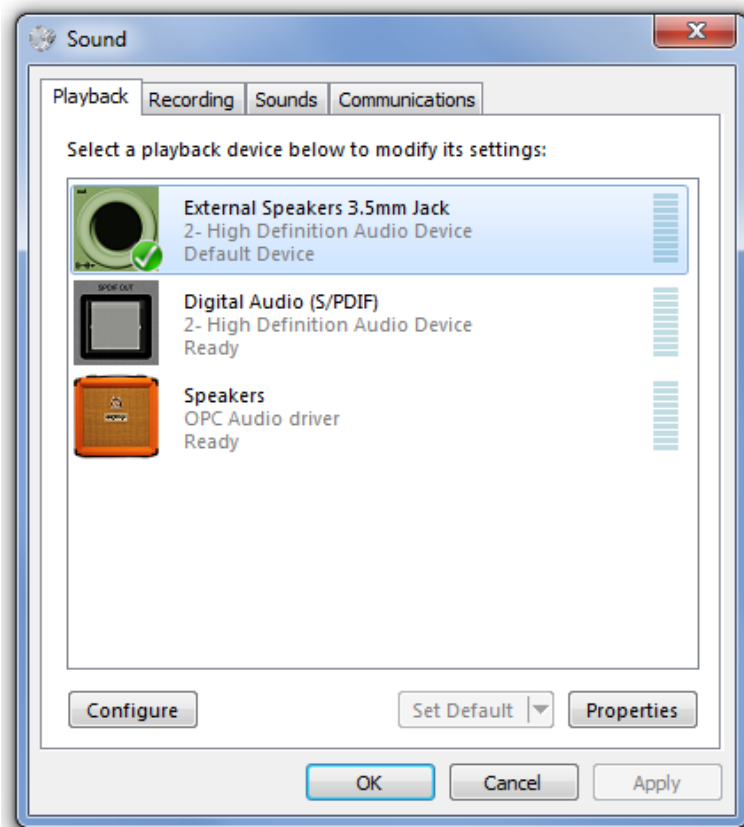 Sound
Playback Recording Sounds Communications
Select a playback device below to modify its settings:
External Speakers 3.5mm Jack
2- High Definition Audio Device
Default Device
SPDIF OUT
Digital Audio (S/PDIF)
2- High Definition Audio Device
Ready
Speakers
OPC Audio driver
Ready
Configure Set Default Properties
OK Cancel Apply